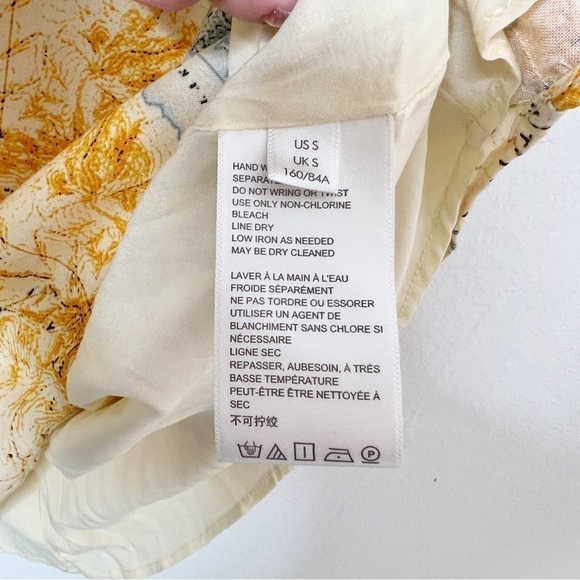 US S
UK S
160/84A
HAND
DO NOT WRING OR TWIST
USE ONLY NON-CHLORINE
BLEACH
LINE DRY
LOW IRON AS NEEDED
MAY BE DRY CLEANED
LAVER À LA MAIN À L'EAU
FROIDE SÉPARÉMENT
NE PAS TORDRE OU ESSORER
UTILISER UN AGENT DE
BLANCHIMENT SANS CHLORE SI
NÉCESSAIRE
LIGNE SEC
REPASSER, AUBESOIN, À TRÉS
BASSE TEMPÉRATURE
PEUT-ÊTRE ÊTRE NETTOYÉE À
SEC
不可拧绞